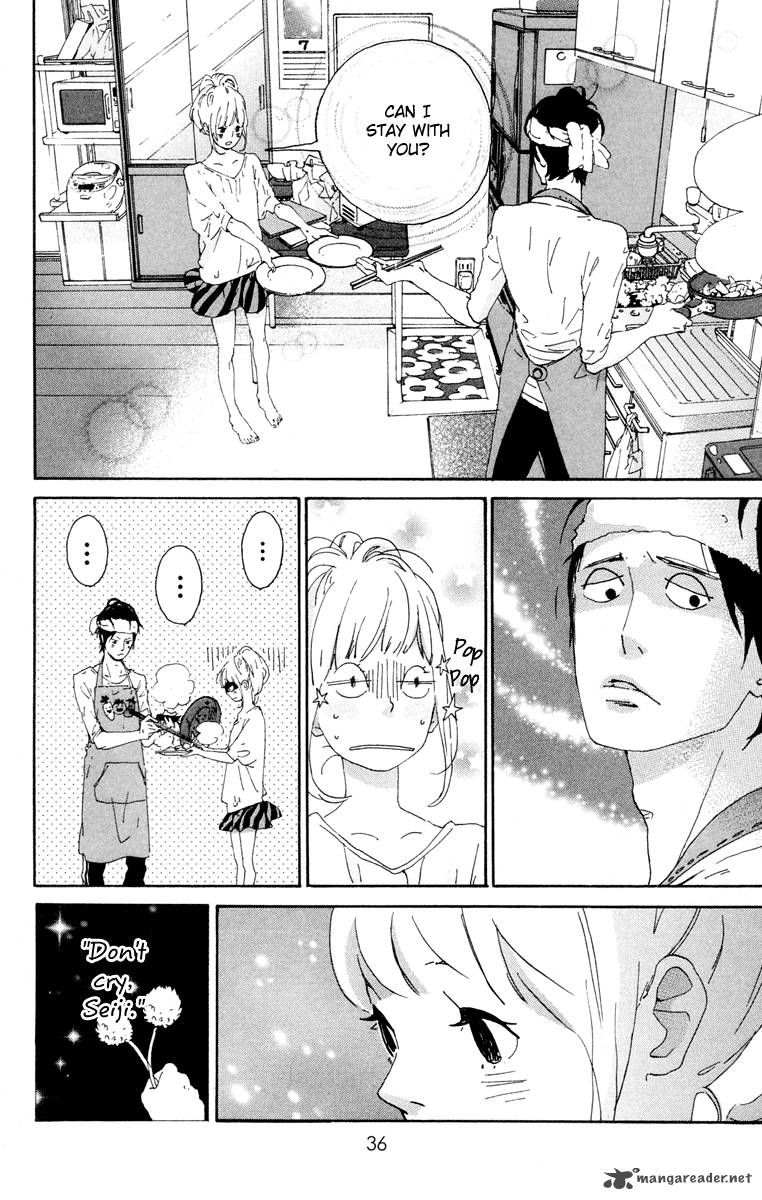 7
CAN I
STAY WITH
YOU?
...
...
...
POP
POP
"Don't
cry,
Seiji."
36
mangareader.net